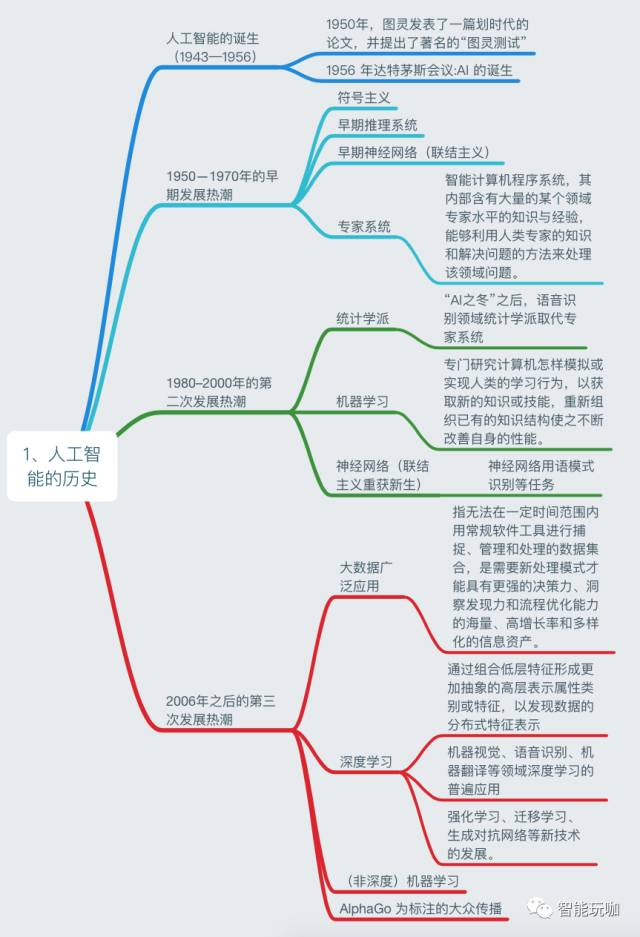 人工智能的诞生
（1943—1956）
1950年，图灵发表了一篇划时代的
论文，并提出了著名的“图灵测试”
1956 年达特茅斯会议:AI 的诞生
1950－1970年的早
期发展热潮
符号主义
早期推理系统
早期神经网络（联结主义）
专家系统
智能计算机程序系统，其
内部含有大量的某个领域
专家水平的知识与经验，
能够利用人类专家的知识
和解决问题的方法来处理
该领域问题。
1980–2000年的第
二次发展热潮
统计学派
“AI之冬”之后，语音识
别领域统计学派取代专
家系统
机器学习
专门研究计算机怎样模拟或
实现人类的学习行为，以获
取新的知识或技能，重新组
织已有的知识结构使之不断
改善自身的性能。
神经网络（联结
主义重获新生）
神经网络用语模式
识别等任务
1、人工智
能的历史
2006年之后的第三
次发展热潮
大数据广
泛应用
指无法在一定时间范围内
用常规软件工具进行捕
捉、管理和处理的数据集
合，是需要新处理模式才
能具有更强的决策力、洞
察发现力和流程优化能力
的海量、高增长率和多样
化的信息资产。
深度学习
通过组合低层特征形成更
加抽象的高层表示属性类
别或特征，以发现数据的
分布式特征表示
机器视觉、语音识别、机
器翻译等领域深度学习的
普遍应用
强化学习、迁移学习、
生成对抗网络等新技术
的发展。
（非深度）机器学习
AlphaGo 为标注的大众传播
智能玩咖